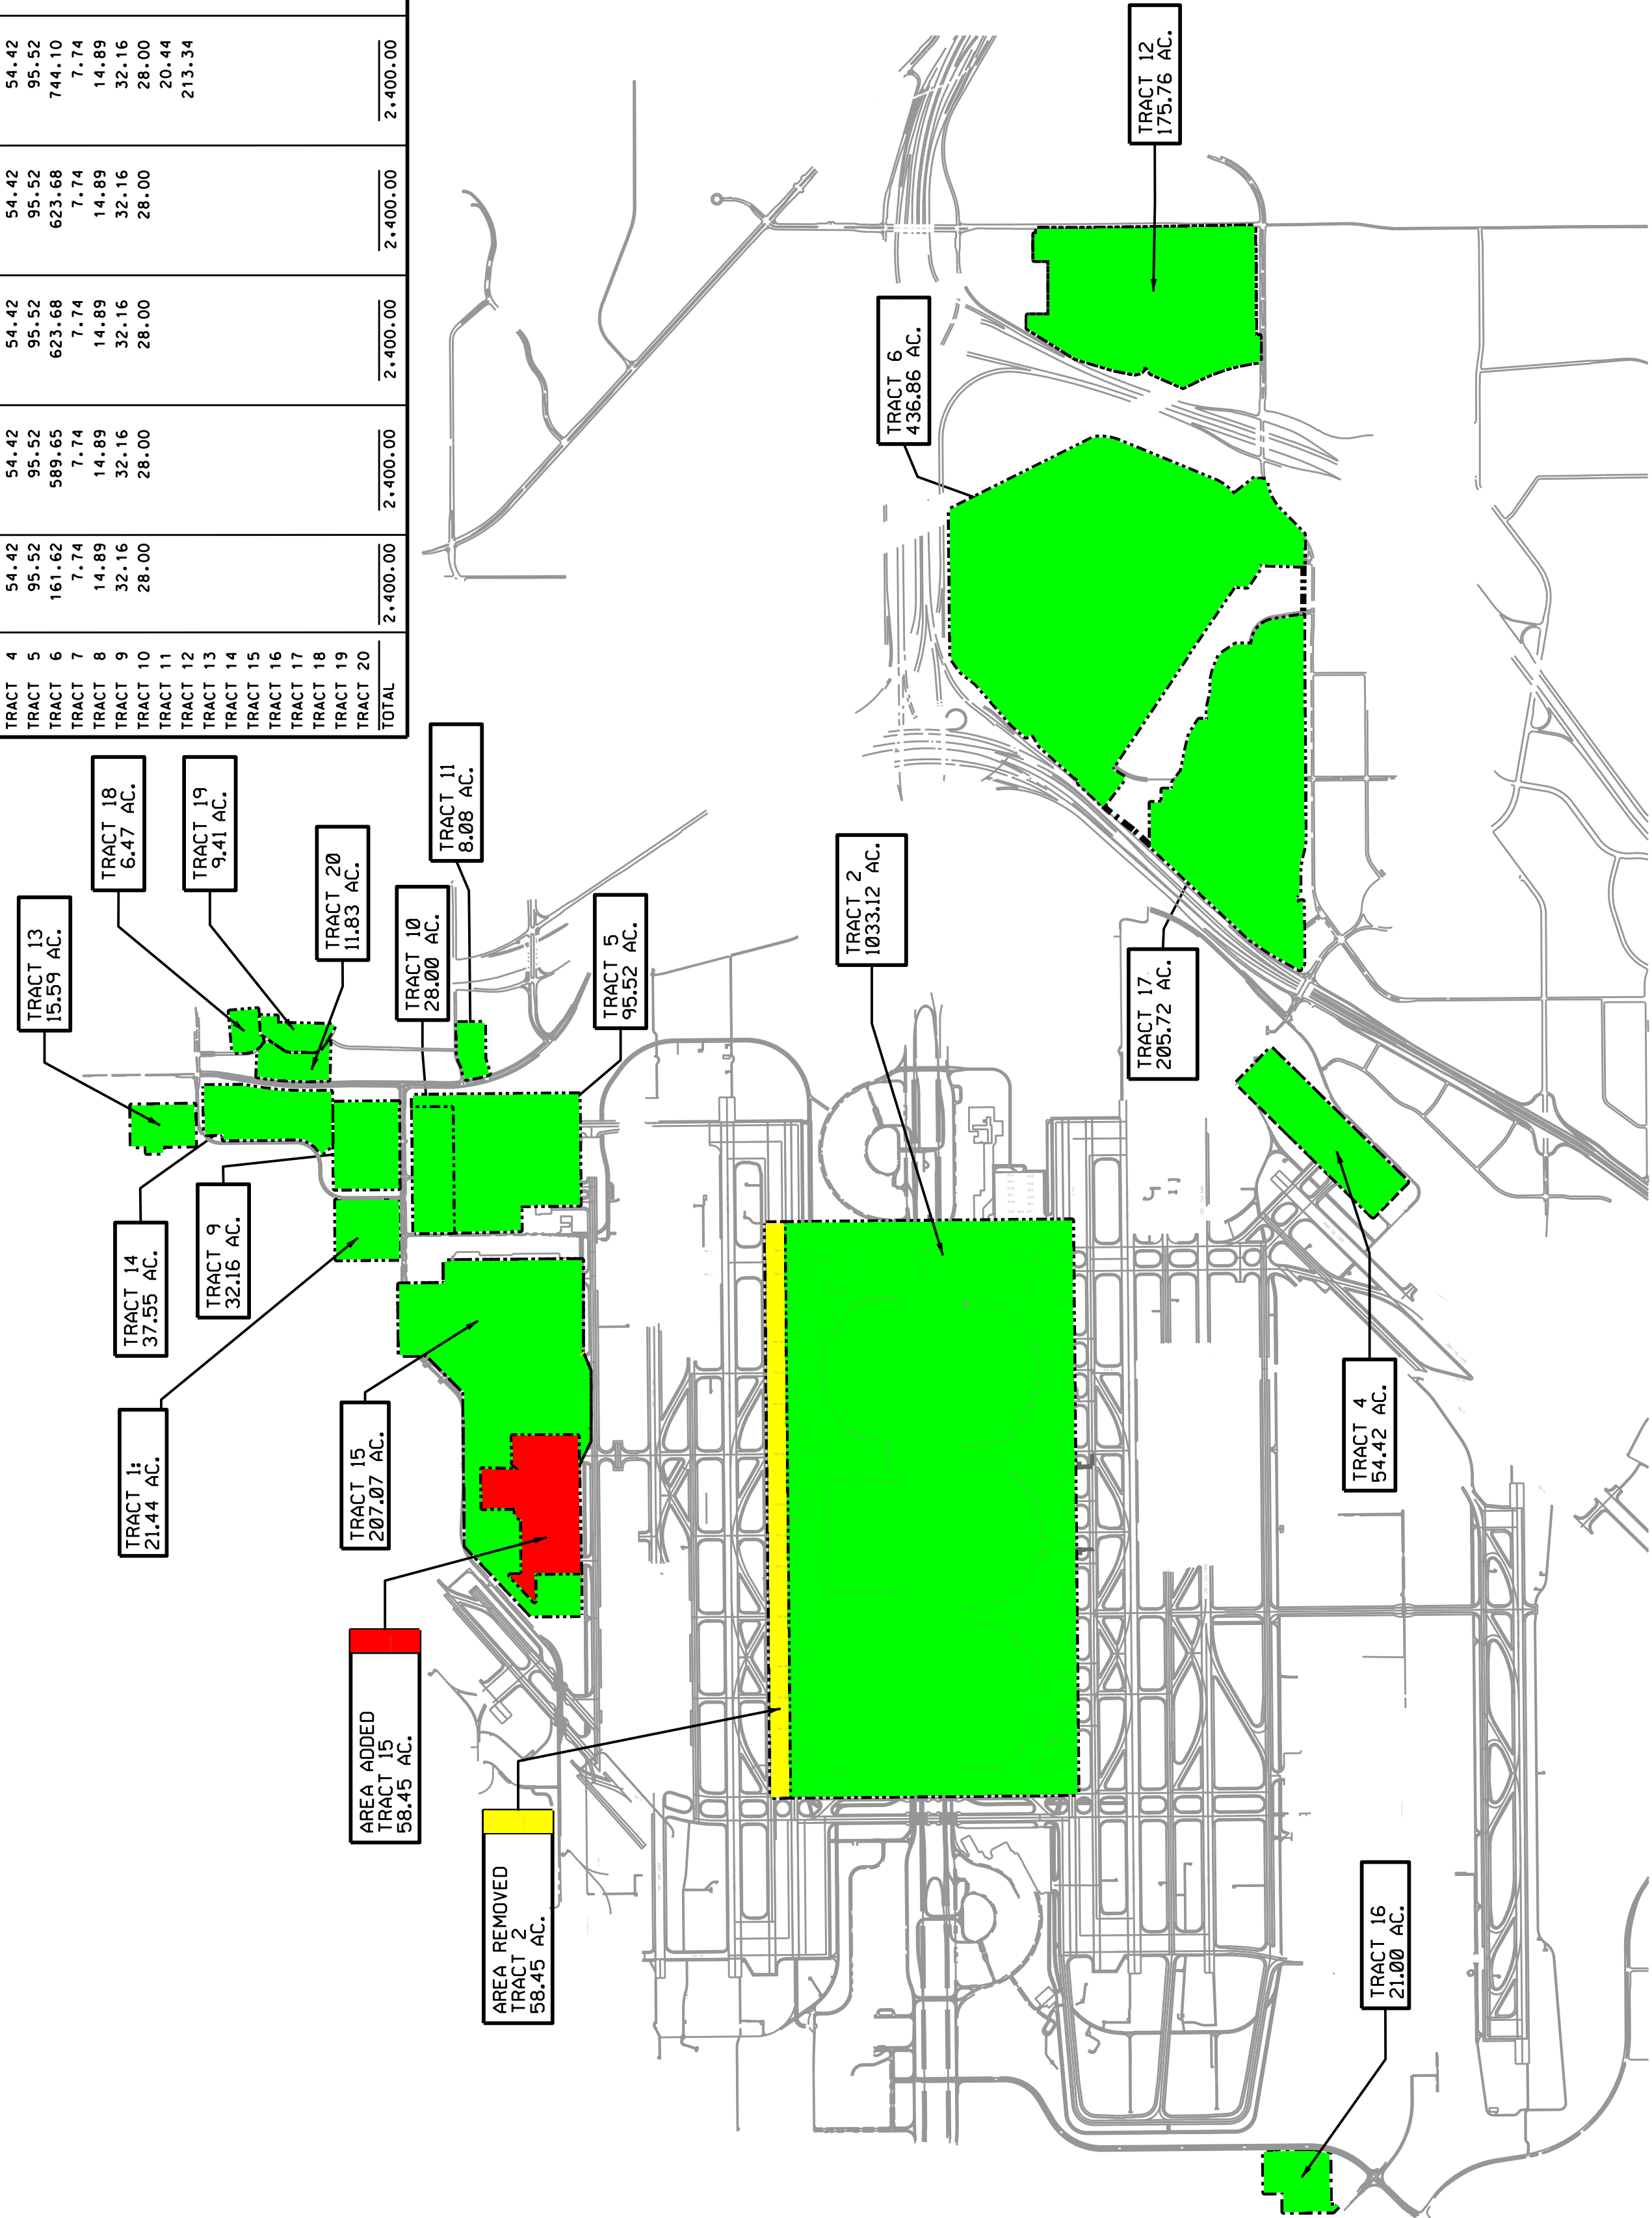 TRACT 4 54.42 54.42 54.42 54.42 54.42
TRACT 5 95.52 95.52 95.52 95.52 95.52
TRACT 6 161.62 589.65 623.68 623.68 744.10
TRACT 7 7.74 7.74 7.74 7.74 7.74
TRACT 8 14.89 14.89 14.89 14.89 14.89
TRACT 9 32.16 32.16 32.16 32.16 32.16
TRACT 10 28.00 28.00 28.00 28.00 28.00
TRACT 11 20.44
TRACT 12 213.34
TRACT 13
TRACT 14
TRACT 15
TRACT 16
TRACT 17
TRACT 18
TRACT 19
TRACT 20
TOTAL 2,400.00 2,400.00 2,400.00 2,400.00 2,400.00
TRACT 13
15.59 AC.
TRACT 18
6.47 AC.
TRACT 19
9.41 AC.
TRACT 20
11.83 AC.
TRACT 10
28.00 AC.
TRACT 11
8.08 AC.
TRACT 5
95.52 AC.
TRACT 14
37.55 AC.
TRACT 9
32.16 AC.
TRACT 1:
21.44 AC.
TRACT 15
207.07 AC.
AREA ADDED
TRACT 15
58.45 AC.
AREA REMOVED
TRACT 2
58.45 AC.
TRACT 2
1033.12 AC.
TRACT 6
436.86 AC.
TRACT 12
175.76 AC.
TRACT 17
205.72 AC.
TRACT 4
54.42 AC.
TRACT 16
21.00 AC.